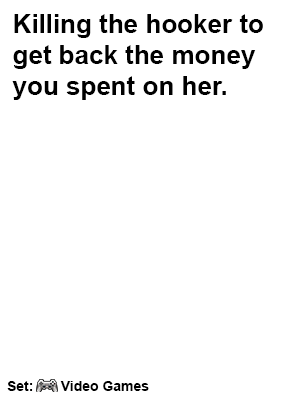 Killing the hooker to
get back the money
you spent on her.
Set: Video Games